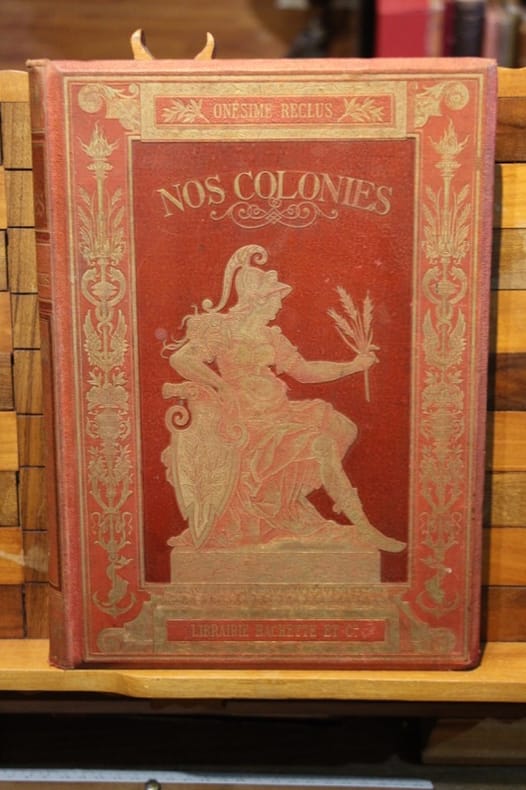 ONÉSIME RECLUS
NOS COLONIES
LIBRAIRIE HACHETTE ET Cie